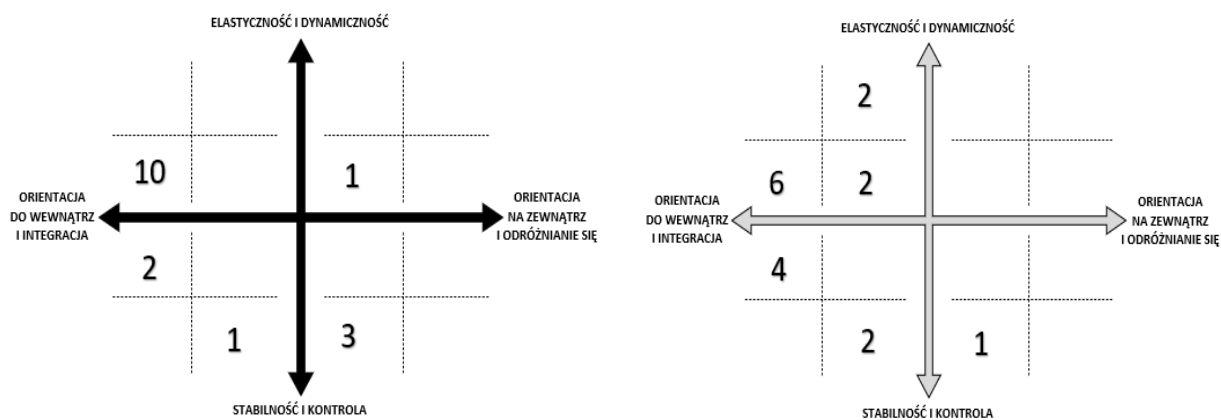 ELASTYCZNOŚĆ I DYNAMICZNOŚĆ
10
1
ORIENTACJA
DO WEWNĄTRZ
I INTEGRACJA
ORIENTACJA
NA ZEWNĄTRZ
I ODRÓŻNIANIE SIĘ
2
1
3
STABILNOŚĆ I KONTROLA
ELASTYCZNOŚĆ I DYNAMICZNOŚĆ
2
6
2
ORIENTACJA
DO WEWNĄTRZ
I INTEGRACJA
ORIENTACJA
NA ZEWNĄTRZ
I ODRÓŻNIANIE SIĘ
4
2
1
STABILNOŚĆ I KONTROLA